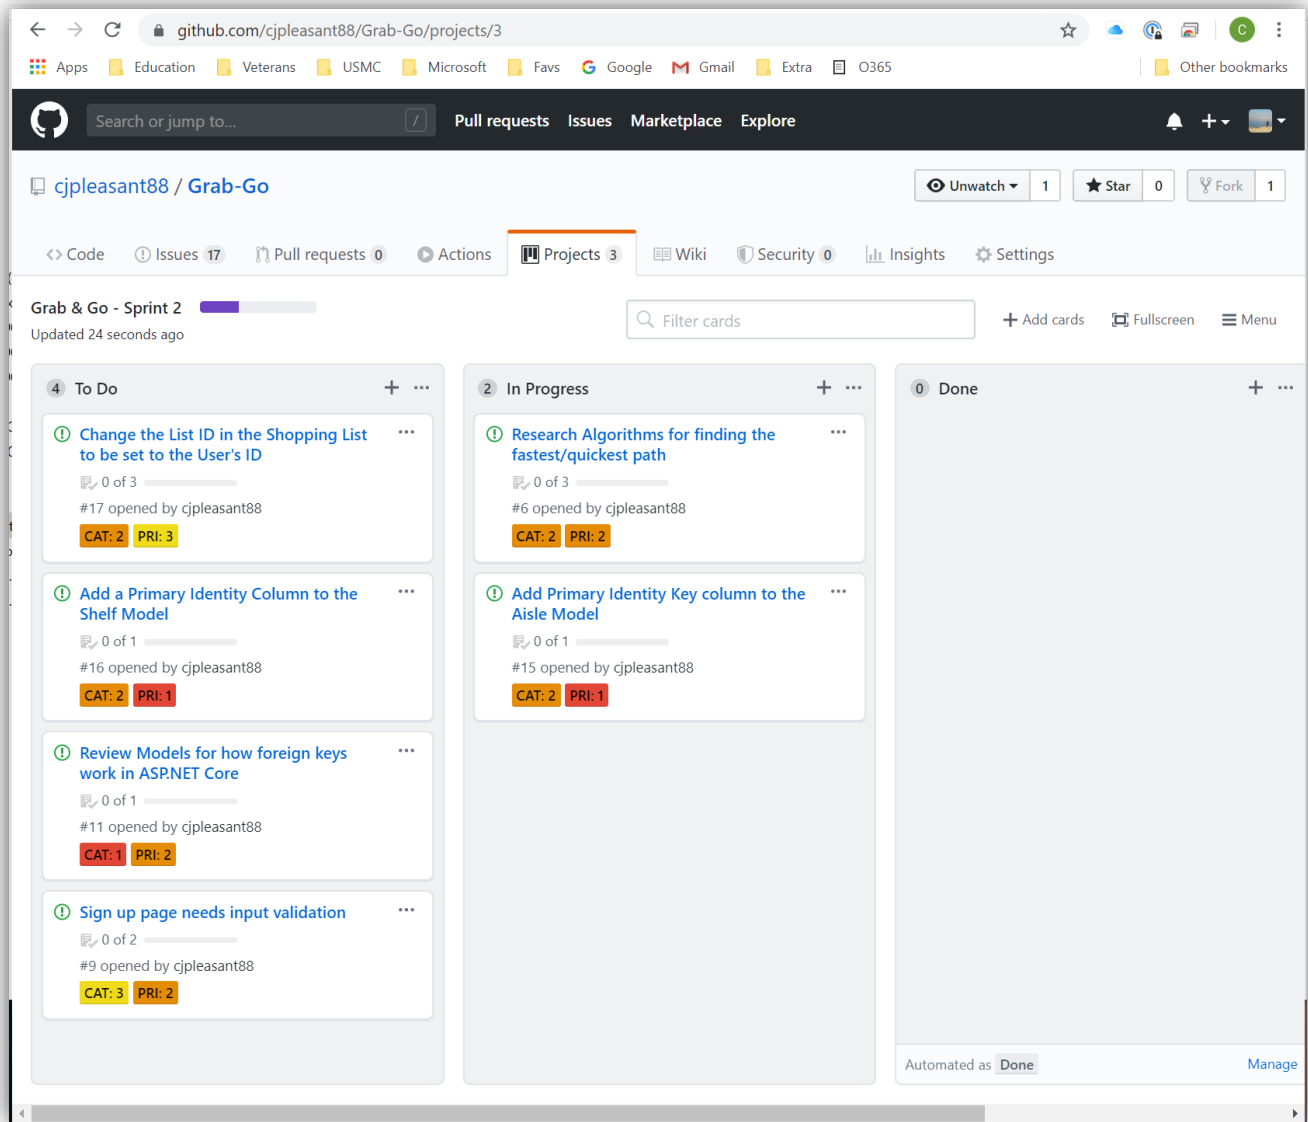 github.com/cjpleasant88/Grab-Go/projects/3
C
Apps Education Veterans USMC Microsoft Favs Google Gmail Extra O365 Other bookmarks
Search or jump to... / Pull requests Issues Marketplace Explore
cjpleasant88 / Grab-Go Unwatch 1 Star 0 Fork 1
Code Issues 17 Pull requests 0 Actions Projects 3 Wiki Security 0 Insights Settings
Grab & Go - Sprint 2
Updated 24 seconds ago
Filter cards
+ Add cards Fullscreen Menu
4 To Do + ...
Change the List ID in the Shopping List ...
to be set to the User's ID
0 of 3
#17 opened by cjpleasant88
CAT: 2 PRI: 3
Add a Primary Identity Column to the ...
Shelf Model
0 of 1
#16 opened by cjpleasant88
CAT: 2 PRI: 1
Review Models for how foreign keys ...
work in ASP.NET Core
0 of 1
#11 opened by cjpleasant88
CAT: 1 PRI: 2
Sign up page needs input validation ...
0 of 2
#9 opened by cjpleasant88
CAT: 3 PRI: 2
2 In Progress + ...
Research Algorithms for finding the ...
fastest/quickest path
0 of 3
#6 opened by cjpleasant88
CAT: 2 PRI: 2
Add Primary Identity Key column to the ...
Aisle Model
0 of 1
#15 opened by cjpleasant88
CAT: 2 PRI: 1
0 Done + ...
Automated as Done Manage